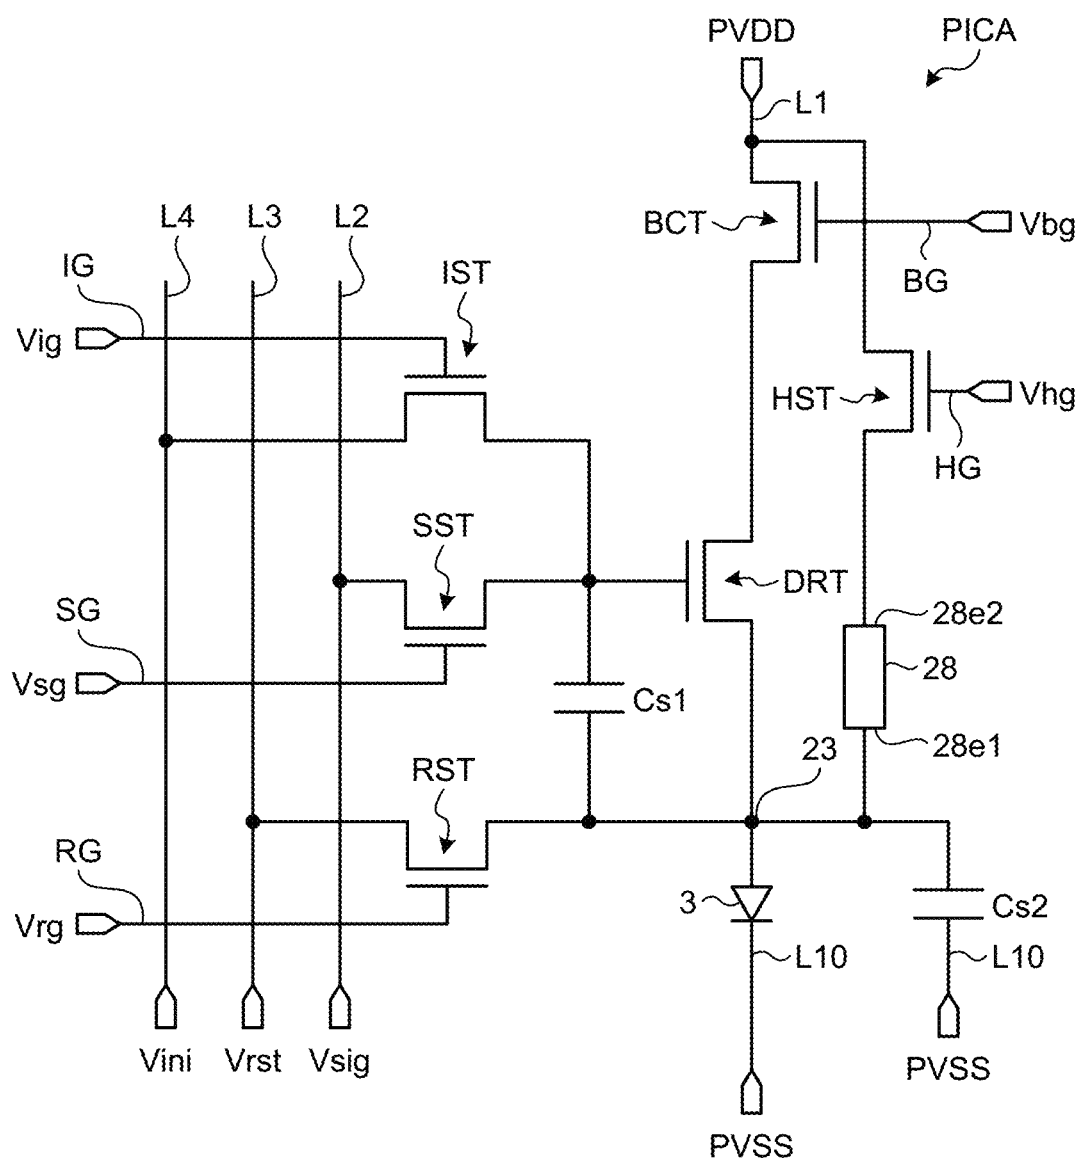 PVDD
PICA
L1
L4
L3
L2
BCT
Vbg
IG
IST
BG
Vig
HST
Vhg
HG
SST
DRT
SG
28e2
28
Vsg
Cs1
28e1
RST
23
RG
3
Cs2
Vrg
L10
L10
Vini
Vrst
Vsig
PVSS
PVSS